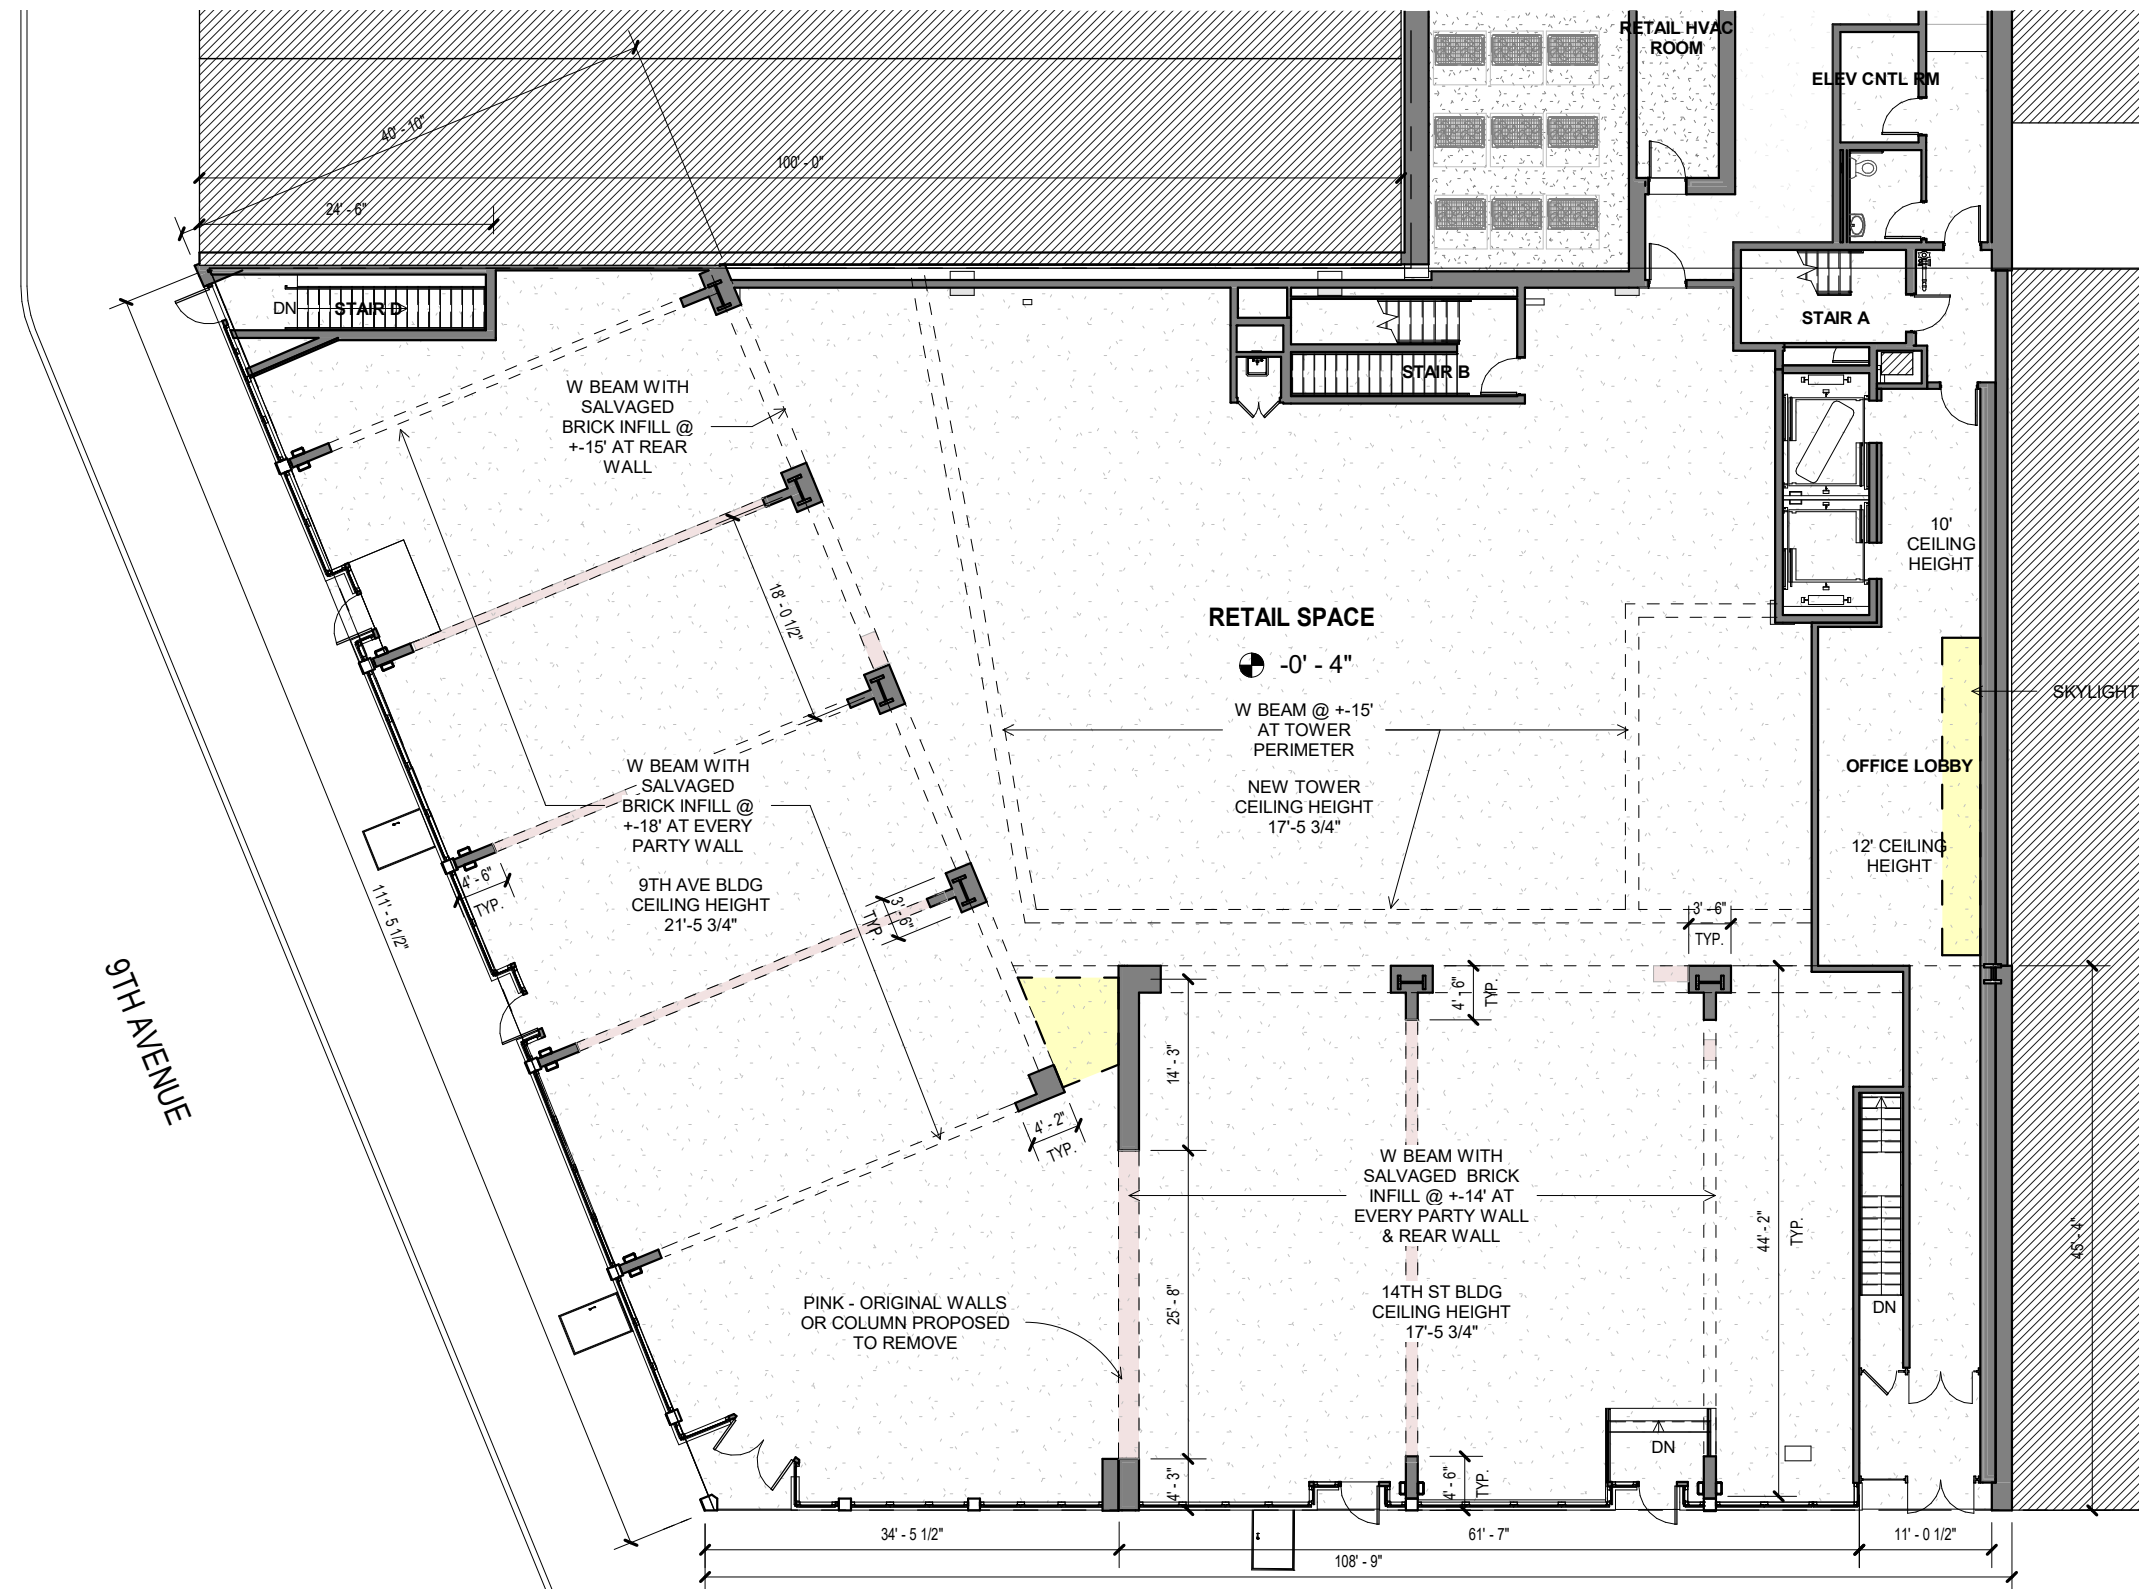 RETAIL HVAC
ROOM
ELEV CNTL RM
40' - 10"
100' - 0"
24' - 6"
DN
STAIR D
STAIR A
STAIR B
W BEAM WITH
SALVAGED
BRICK INFILL @
+-15' AT REAR
WALL
10'
CEILING
HEIGHT
18' - 0 1/2"
RETAIL SPACE
-0' - 4"
SKYLIGHT
W BEAM @ +-15'
AT TOWER
PERIMETER
NEW TOWER
CEILING HEIGHT
17'-5 3/4"
OFFICE LOBBY
12' CEILING
HEIGHT
W BEAM WITH
SALVAGED
BRICK INFILL @
+-18' AT EVERY
PARTY WALL
9TH AVE BLDG
CEILING HEIGHT
21'-5 3/4"
4' - 6"
TYP.
3' - 6"
TYP.
3' - 6"
TYP.
111' - 5 1/2"
9TH AVENUE
4' - 6"
TYP.
14' - 3"
4' - 2"
TYP.
W BEAM WITH
SALVAGED BRICK
INFILL @ +-14' AT
EVERY PARTY WALL
& REAR WALL
14TH ST BLDG
CEILING HEIGHT
17'-5 3/4"
44' - 2"
TYP.
45' - 4"
25' - 8"
PINK - ORIGINAL WALLS
OR COLUMN PROPOSED
TO REMOVE
DN
DN
4' - 3"
4' - 6"
TYP.
34' - 5 1/2"
61' - 7"
11' - 0 1/2"
108' - 9"